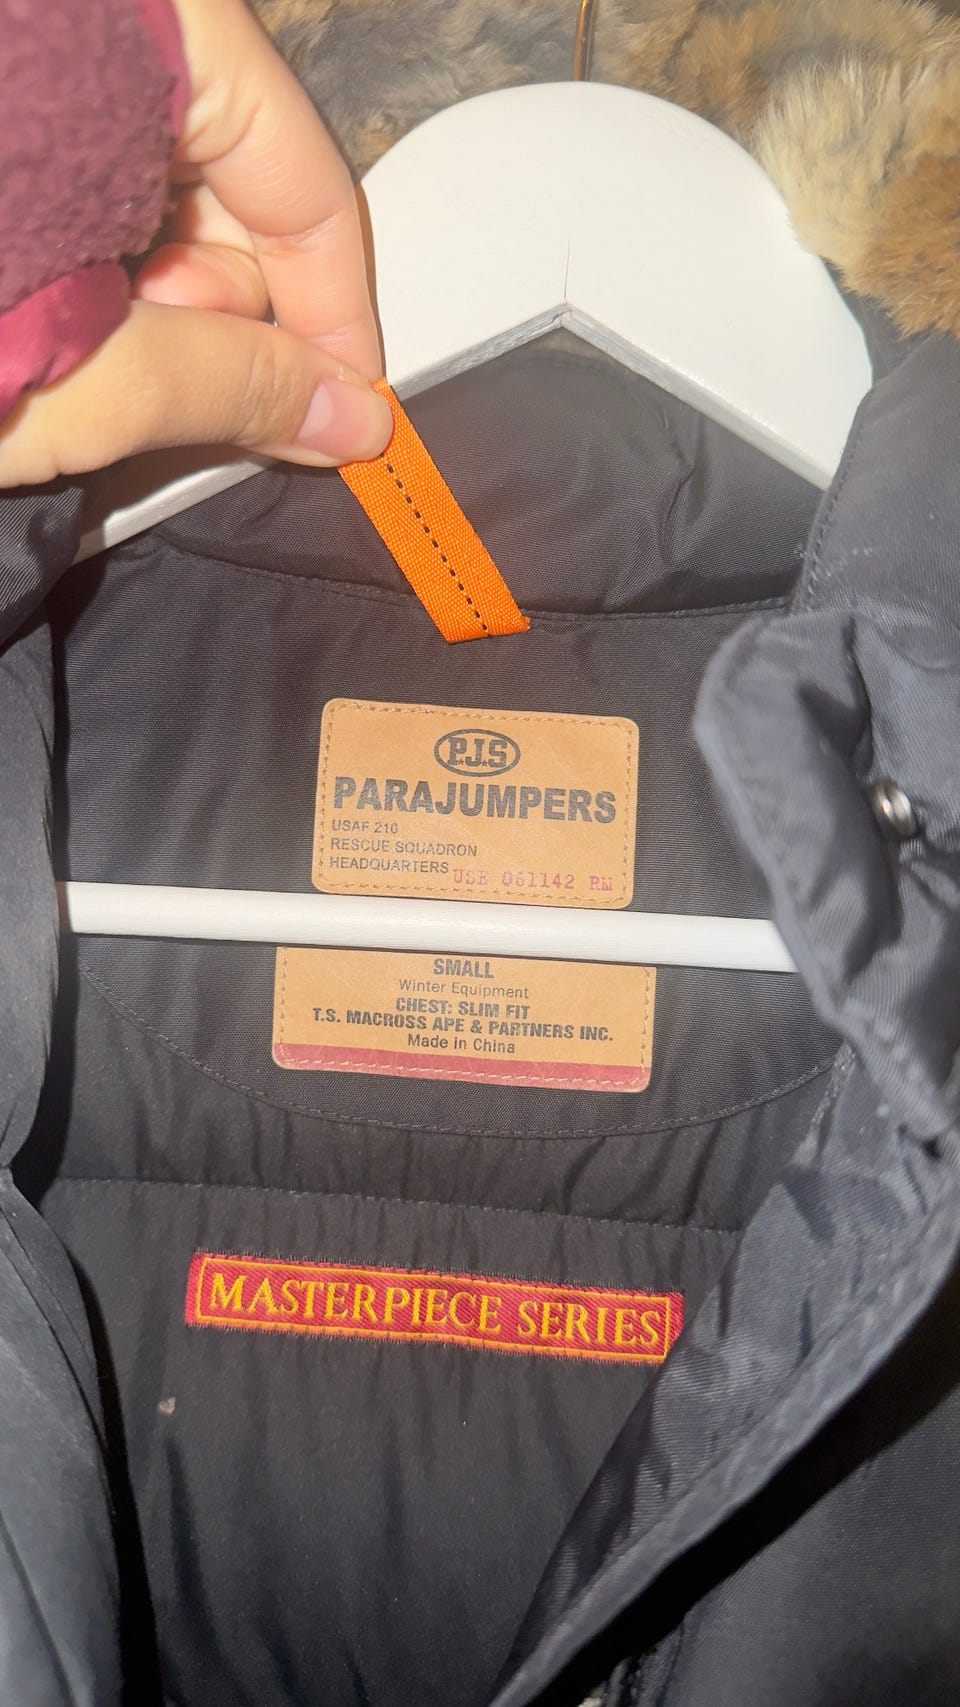 P.J.S
PARAJUMPERS
USAF 210
RESCUE SQUADRON
HEADQUARTERS USE 061142 RM
SMALL
Winter Equipment
CHEST: SLIM FIT
T.S. MACROSS APE & PARTNERS INC.
Made in China
MASTERPIECE SERIES